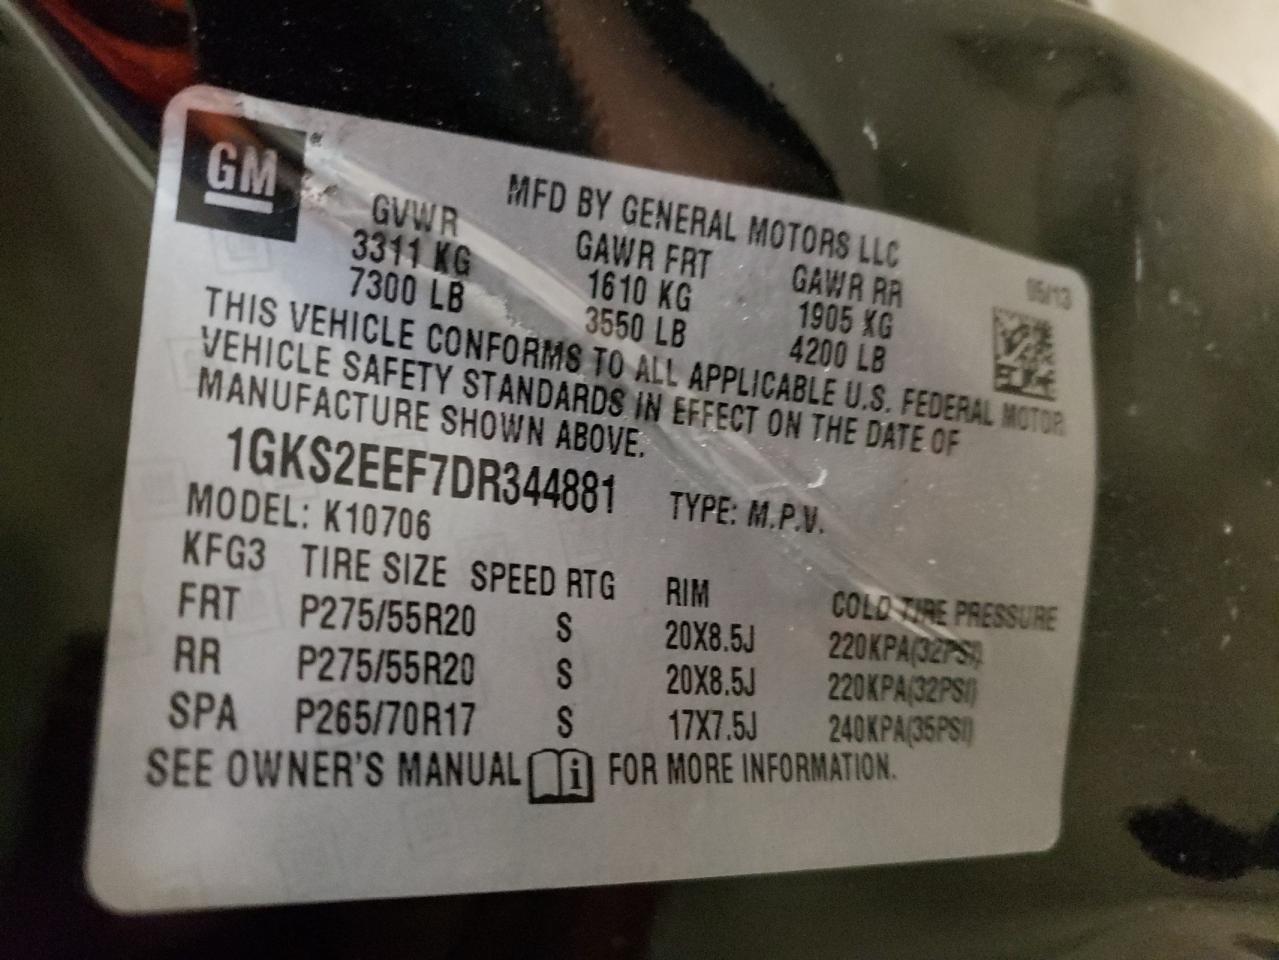 GM®
MFD BY GENERAL MOTORS LLC
GVWR GAWR FRT GAWR RR 05/13
3311 KG 1610 KG 1905 KG
7300 LB 3550 LB 4200 LB
THIS VEHICLE CONFORMS TO ALL APPLICABLE U.S. FEDERAL MOTOR
VEHICLE SAFETY STANDARDS IN EFFECT ON THE DATE OF
MANUFACTURE SHOWN ABOVE.
1GKS2EEF7DR344881 TYPE: M.P.V.
MODEL: K10706
KFG3 TIRE SIZE SPEED RTG RIM COLD TIRE PRESSURE
FRT P275/55R20 S 20X8.5J 220KPA(32PSI)
RR P275/55R20 S 20X8.5J 220KPA(32PSI)
SPA P265/70R17 S 17X7.5J 240KPA(35PSI)
SEE OWNER'S MANUAL i FOR MORE INFORMATION.